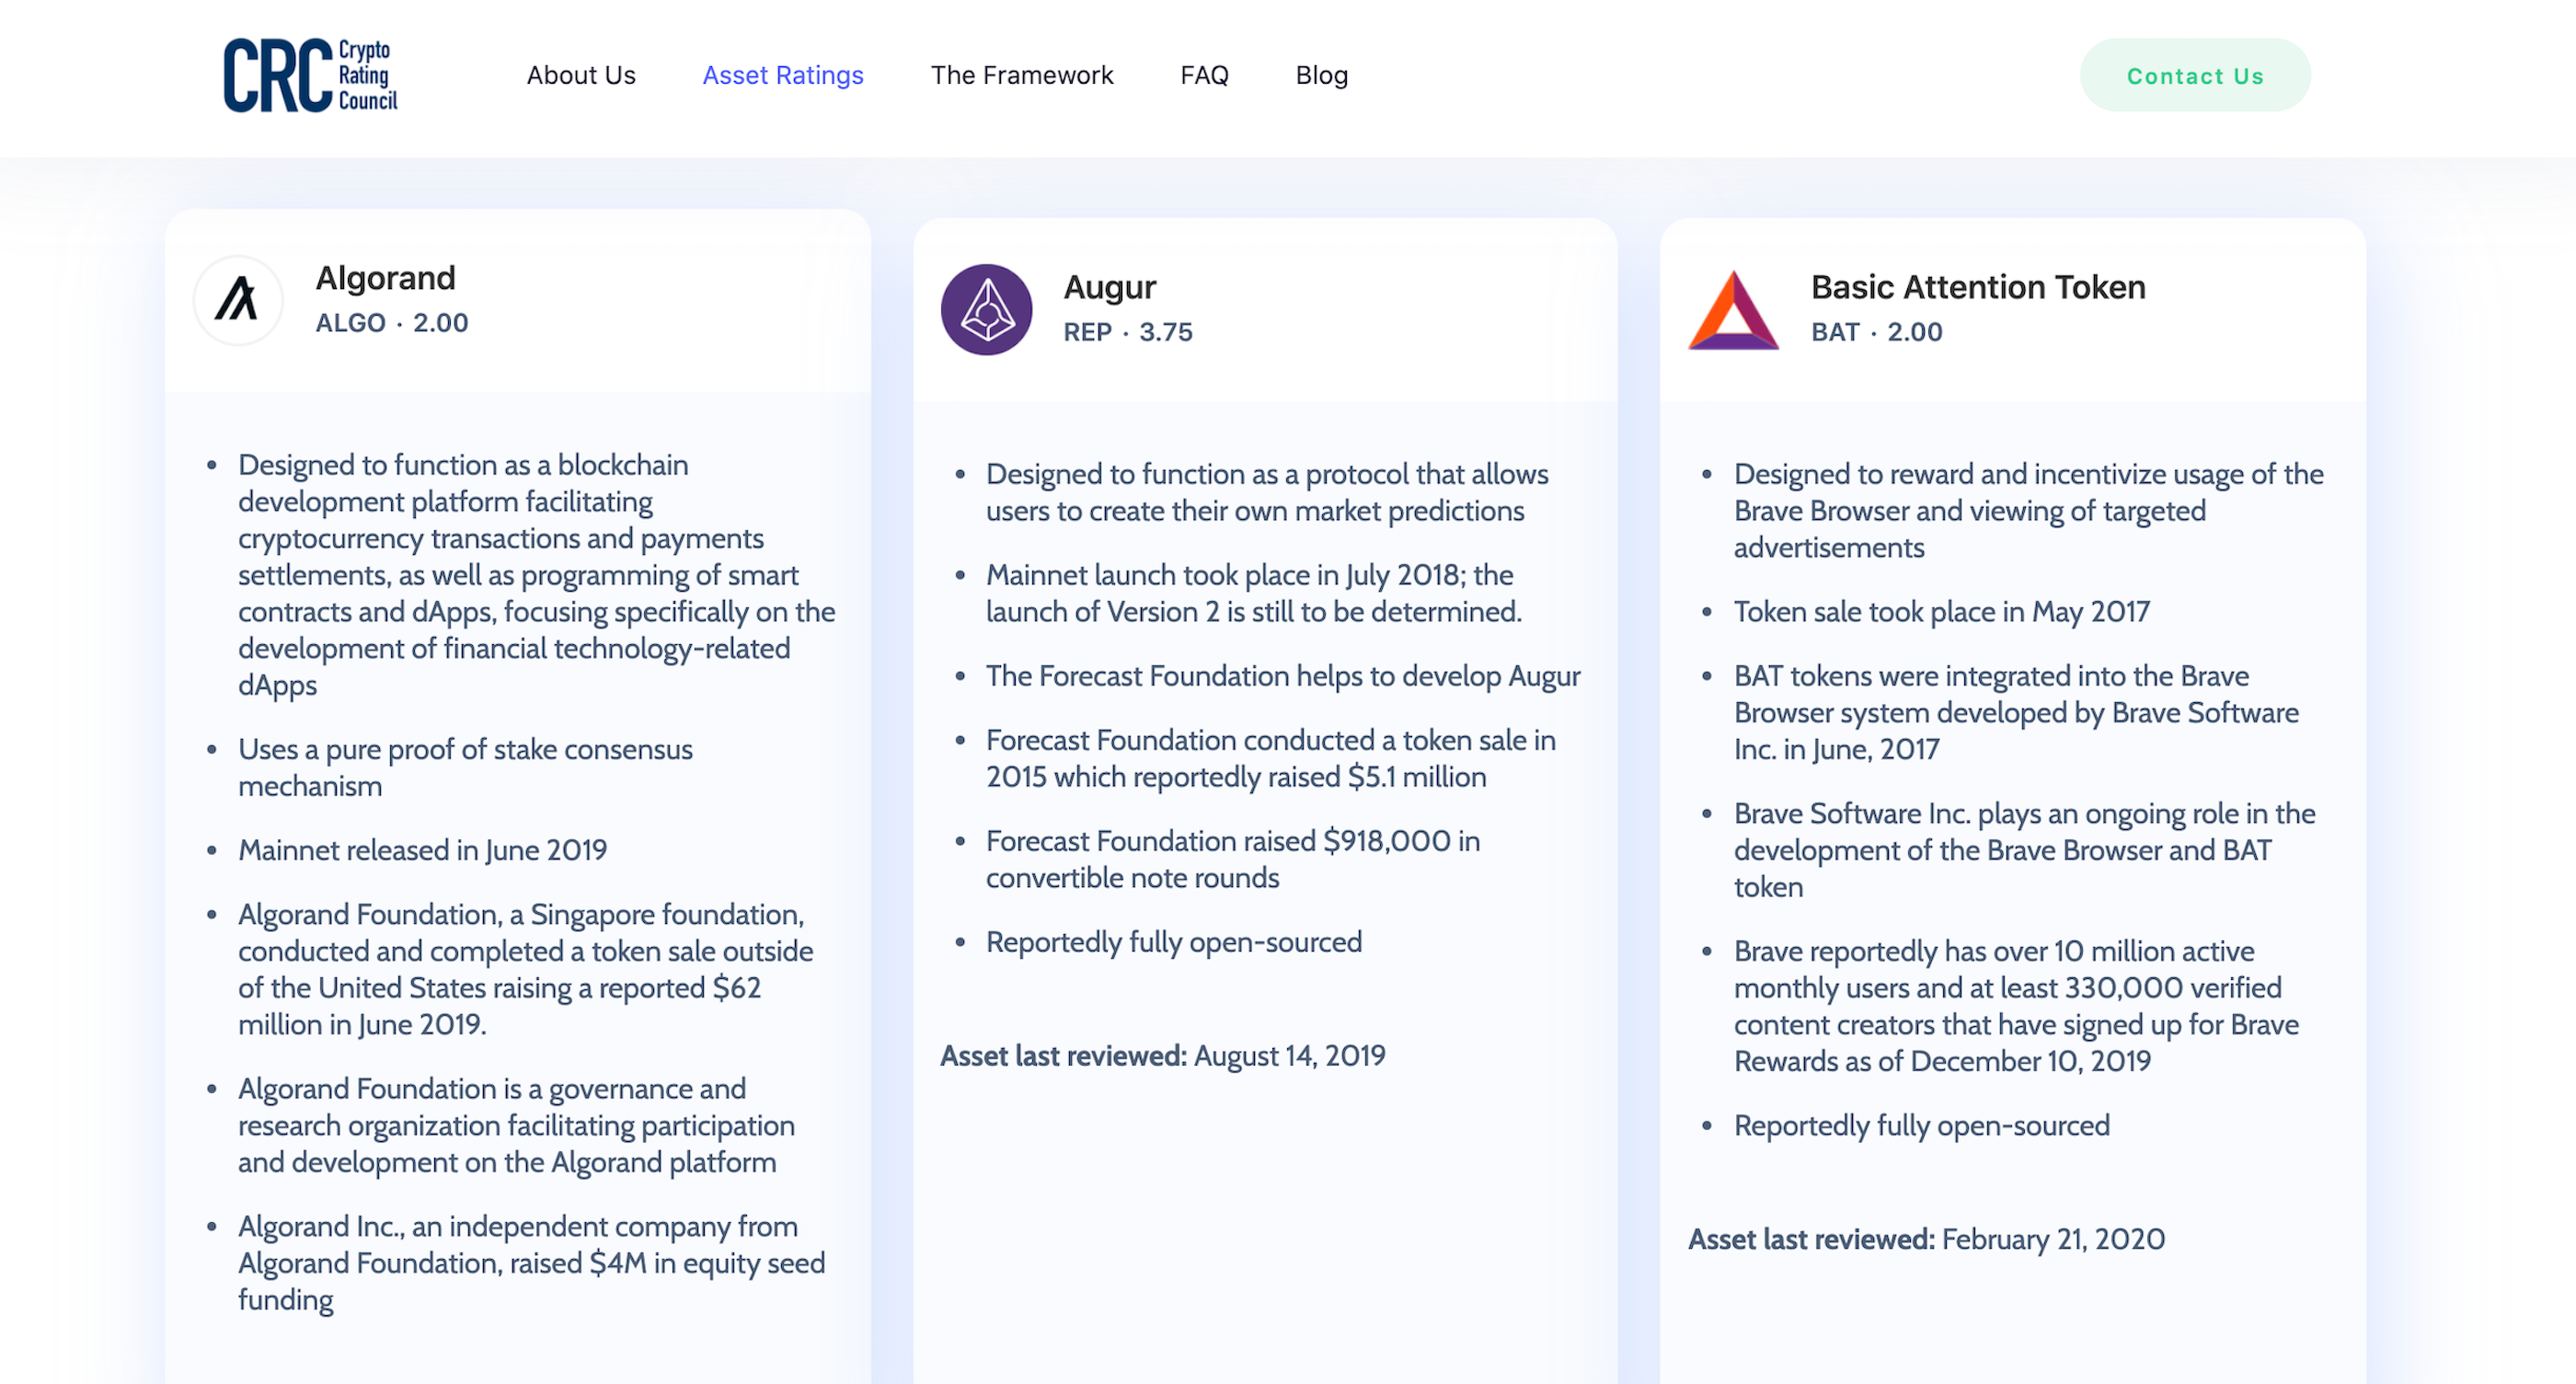 CRC Crypto
Rating
Council
About Us
Asset Ratings
The Framework
FAQ
Blog
Contact Us
Algorand
ALGO · 2.00
• Designed to function as a blockchain
development platform facilitating
cryptocurrency transactions and payments
settlements, as well as programming of smart
contracts and dApps, focusing specifically on the
development of financial technology-related
dApps
• Uses a pure proof of stake consensus
mechanism
• Mainnet released in June 2019
• Algorand Foundation, a Singapore foundation,
conducted and completed a token sale outside
of the United States raising a reported $62
million in June 2019.
• Algorand Foundation is a governance and
research organization facilitating participation
and development on the Algorand platform
• Algorand Inc., an independent company from
Algorand Foundation, raised $4M in equity seed
funding
Augur
REP · 3.75
• Designed to function as a protocol that allows
users to create their own market predictions
• Mainnet launch took place in July 2018; the
launch of Version 2 is still to be determined.
• The Forecast Foundation helps to develop Augur
• Forecast Foundation conducted a token sale in
2015 which reportedly raised $5.1 million
• Forecast Foundation raised $918,000 in
convertible note rounds
• Reportedly fully open-sourced
Asset last reviewed: August 14, 2019
Basic Attention Token
BAT · 2.00
• Designed to reward and incentivize usage of the
Brave Browser and viewing of targeted
advertisements
• Token sale took place in May 2017
• BAT tokens were integrated into the Brave
Browser system developed by Brave Software
Inc. in June, 2017
• Brave Software Inc. plays an ongoing role in the
development of the Brave Browser and BAT
token
• Brave reportedly has over 10 million active
monthly users and at least 330,000 verified
content creators that have signed up for Brave
Rewards as of December 10, 2019
• Reportedly fully open-sourced
Asset last reviewed: February 21, 2020